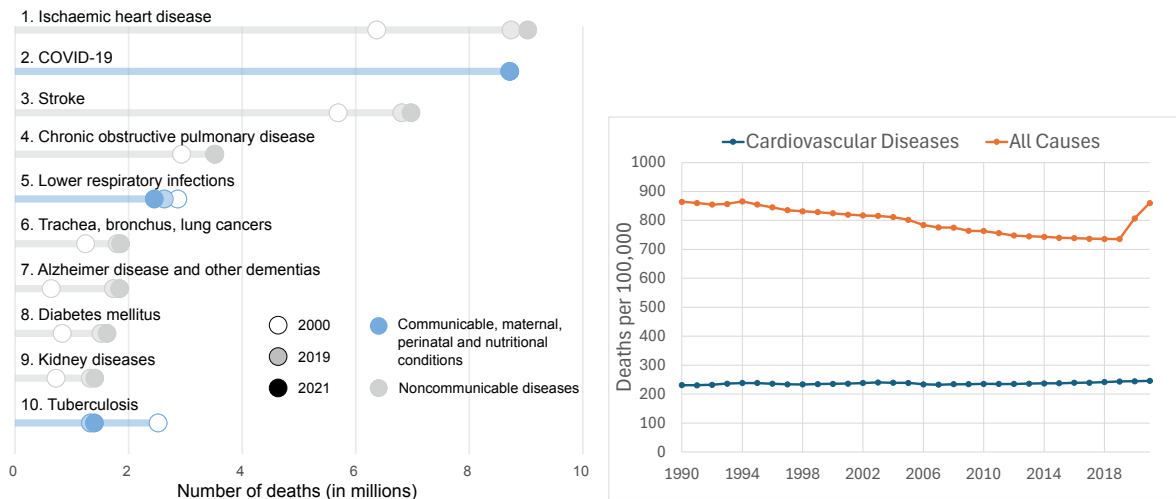 1. Ischaemic heart disease
2. COVID-19
3. Stroke
4. Chronic obstructive pulmonary disease
5. Lower respiratory infections
6. Trachea, bronchus, lung cancers
7. Alzheimer disease and other dementias
8. Diabetes mellitus
9. Kidney diseases
10. Tuberculosis
2000
2019
2021
Communicable, maternal,
perinatal and nutritional
conditions
Noncommunicable diseases
0 2 4 6 8 10
Number of deaths (in millions)
Cardiovascular Diseases All Causes
1000
900
800
700
600
500
400
300
200
100
0
Deaths per 100,000
1990 1994 1998 2002 2006 2010 2014 2018